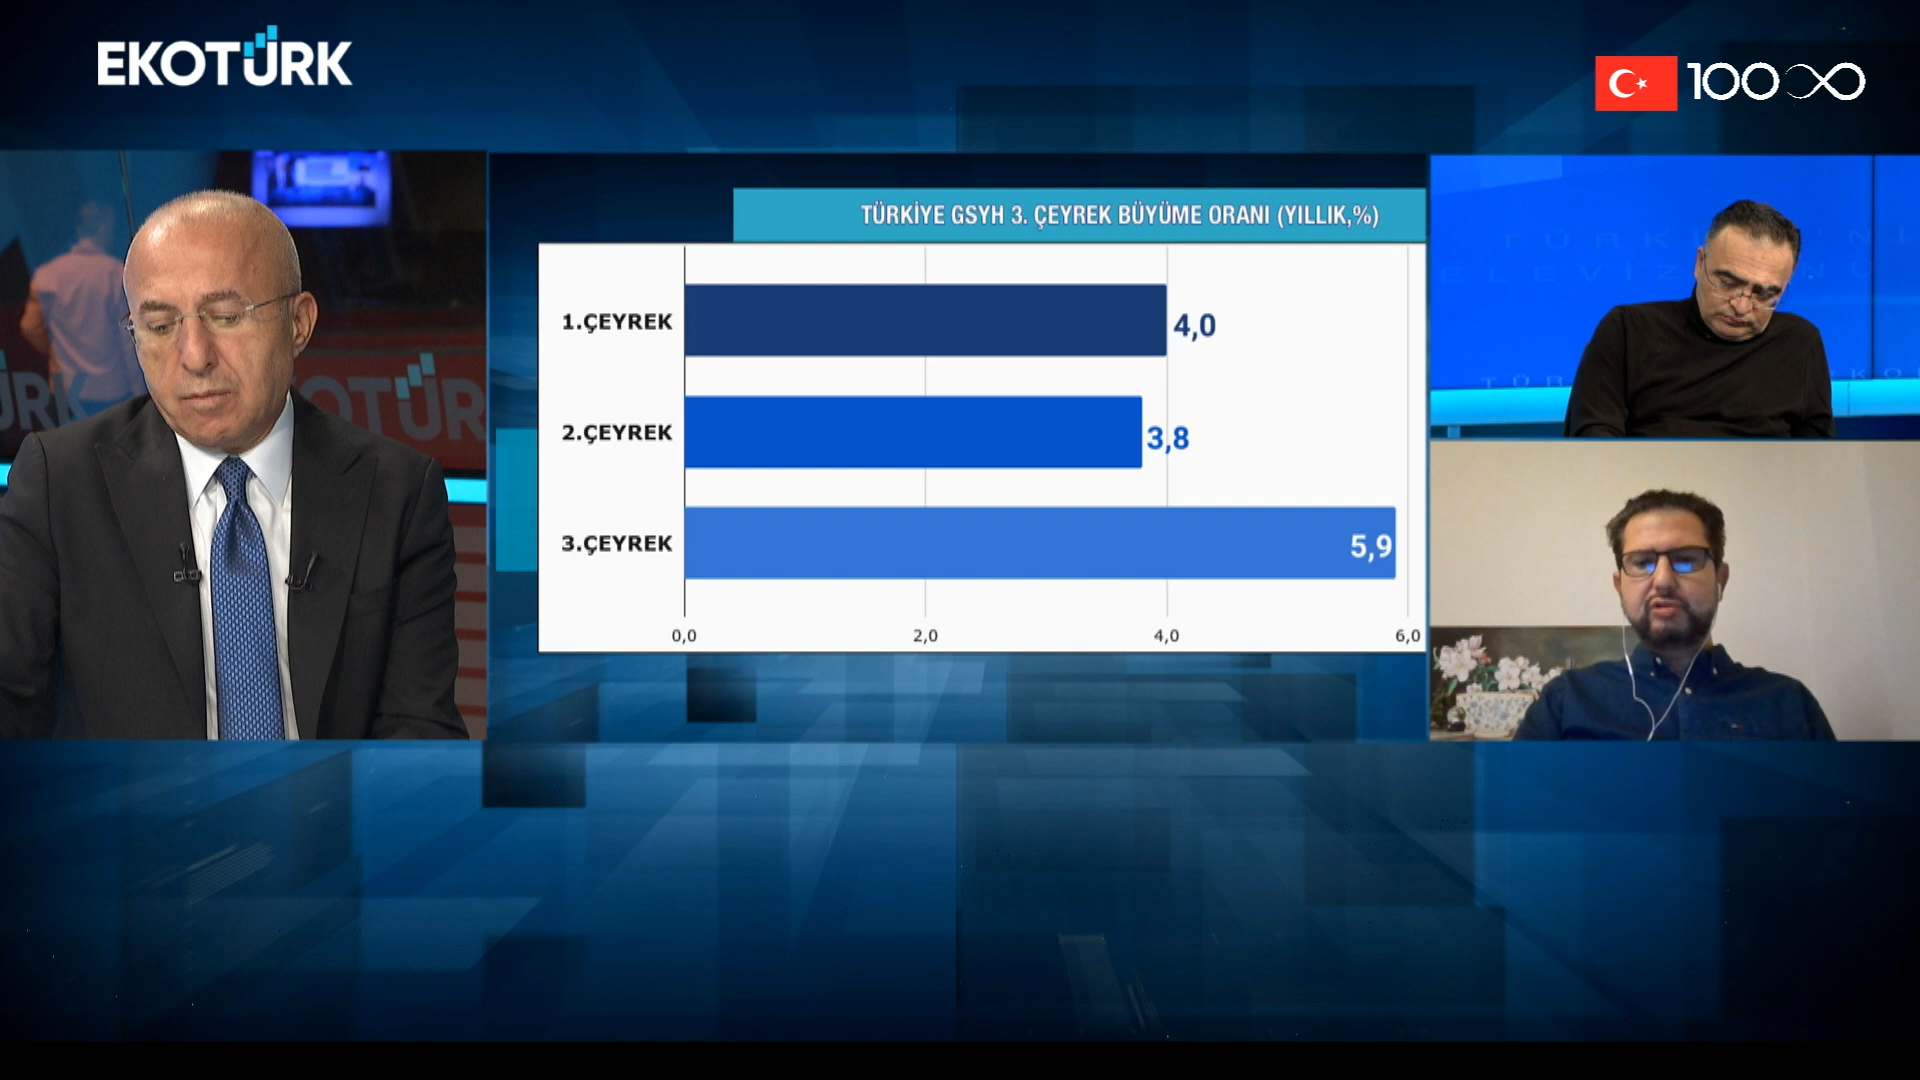 EKOTÜRK
100
TÜRKİYE GSYH 3. ÇEYREK BÜYÜME ORANI (YILLIK,%)
1.ÇEYREK
4,0
2.ÇEYREK
3,8
3.ÇEYREK
5,9
0,0
2,0
4,0
6,0